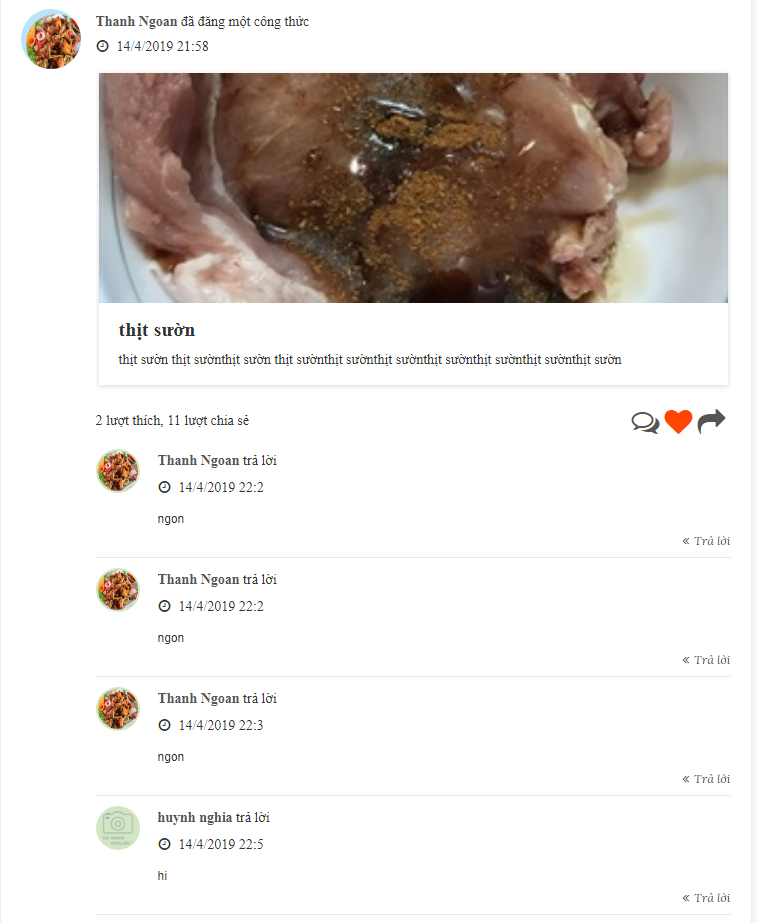 Thanh Ngoan đã đăng một công thức
14/4/2019 21:58
thịt sườn
thịt sườn thịt sườnthịt sườn thịt sườnthịt sườnthịt sườnthịt sườnthịt sườnthịt sườnthịt sườn
2 lượt thích, 11 lượt chia sẻ
Thanh Ngoan trả lời
14/4/2019 22:2
ngon
« Trả lời
Thanh Ngoan trả lời
14/4/2019 22:2
ngon
« Trả lời
Thanh Ngoan trả lời
14/4/2019 22:3
ngon
« Trả lời
huynh nghia trả lời
14/4/2019 22:5
hi
« Trả lời